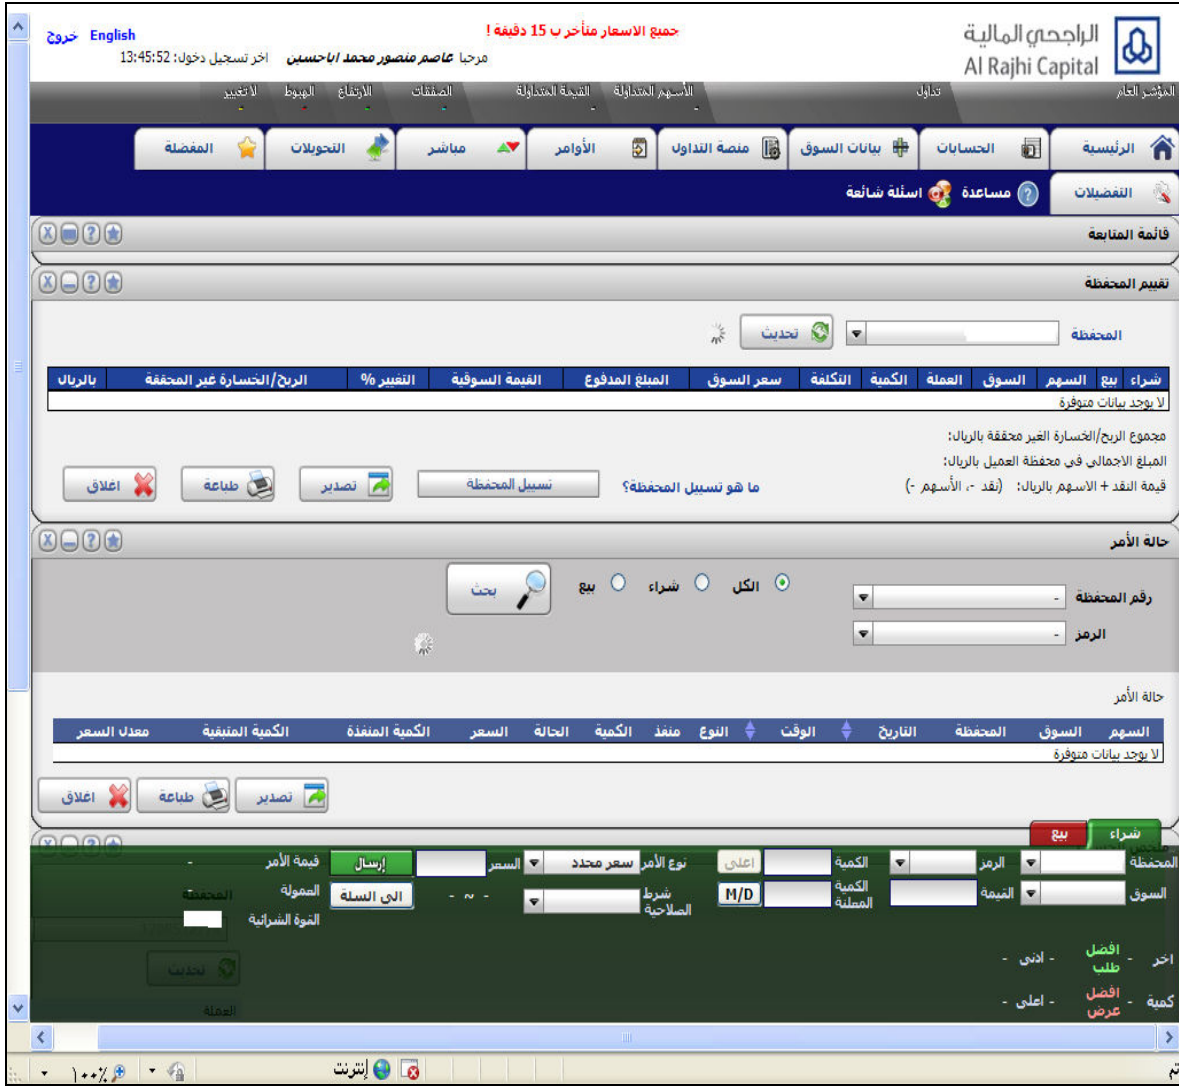 الراجحي المالية
Al Rajhi Capital
جميع الاسعار متأخر ب 15 دقيقة !
English خروج
مرحبا عاصم منصور محمد اباحسين اخر تسجيل دخول: 13:45:52
المؤشر العام تداول الأسهم المتداولة القيمة المتداولة الصفقات الارتفاع الهبوط لا تغيير
- -
الرئيسية الحسابات بيانات السوق منصة التداول الأوامر مباشر التحويلات المفضلة
التفضيلات مساعدة اسئلة شائعة
قائمة المتابعة
تقييم المحفظة
المحفظة تحديث
شراء بيع السهم السوق العملة الكمية التكلفة سعر السوق المبلغ المدفوع القيمة السوقية التغيير % الربح/الخسارة غير المحققة بالريال
لا يوجد بيانات متوفرة
مجموع الربح/الخسارة الغير محققة بالريال:
المبلغ الاجمالي في محفظة العميل بالريال:
قيمة النقد + الاسهم بالريال: (نقد -، الأسهم -) ما هو تسييل المحفظة؟ تسييل المحفظة تصدير طباعة اغلاق
حالة الأمر
رقم المحفظة - الكل شراء بيع بحث
الرمز -
حالة الأمر
السهم السوق المحفظة التاريخ الوقت النوع منفذ الكمية الحالة السعر الكمية المنفذة الكمية المتبقية معدل السعر
لا يوجد بيانات متوفرة
تصدير طباعة اغلاق
شراء بيع
المحفظة الرمز الكمية اعلى نوع الأمر سعر محدد السعر إرسال قيمة الأمر -
السوق القيمة الكمية المعلنة M/D شرط الصلاحية - ~ - الى السلة العمولة - المحفظة
القوة الشرائية
تحديث
اخر - افضل طلب - ادنى -
كمية - افضل عرض - اعلى -
العملة
تم إنترنت ١٠٠٪